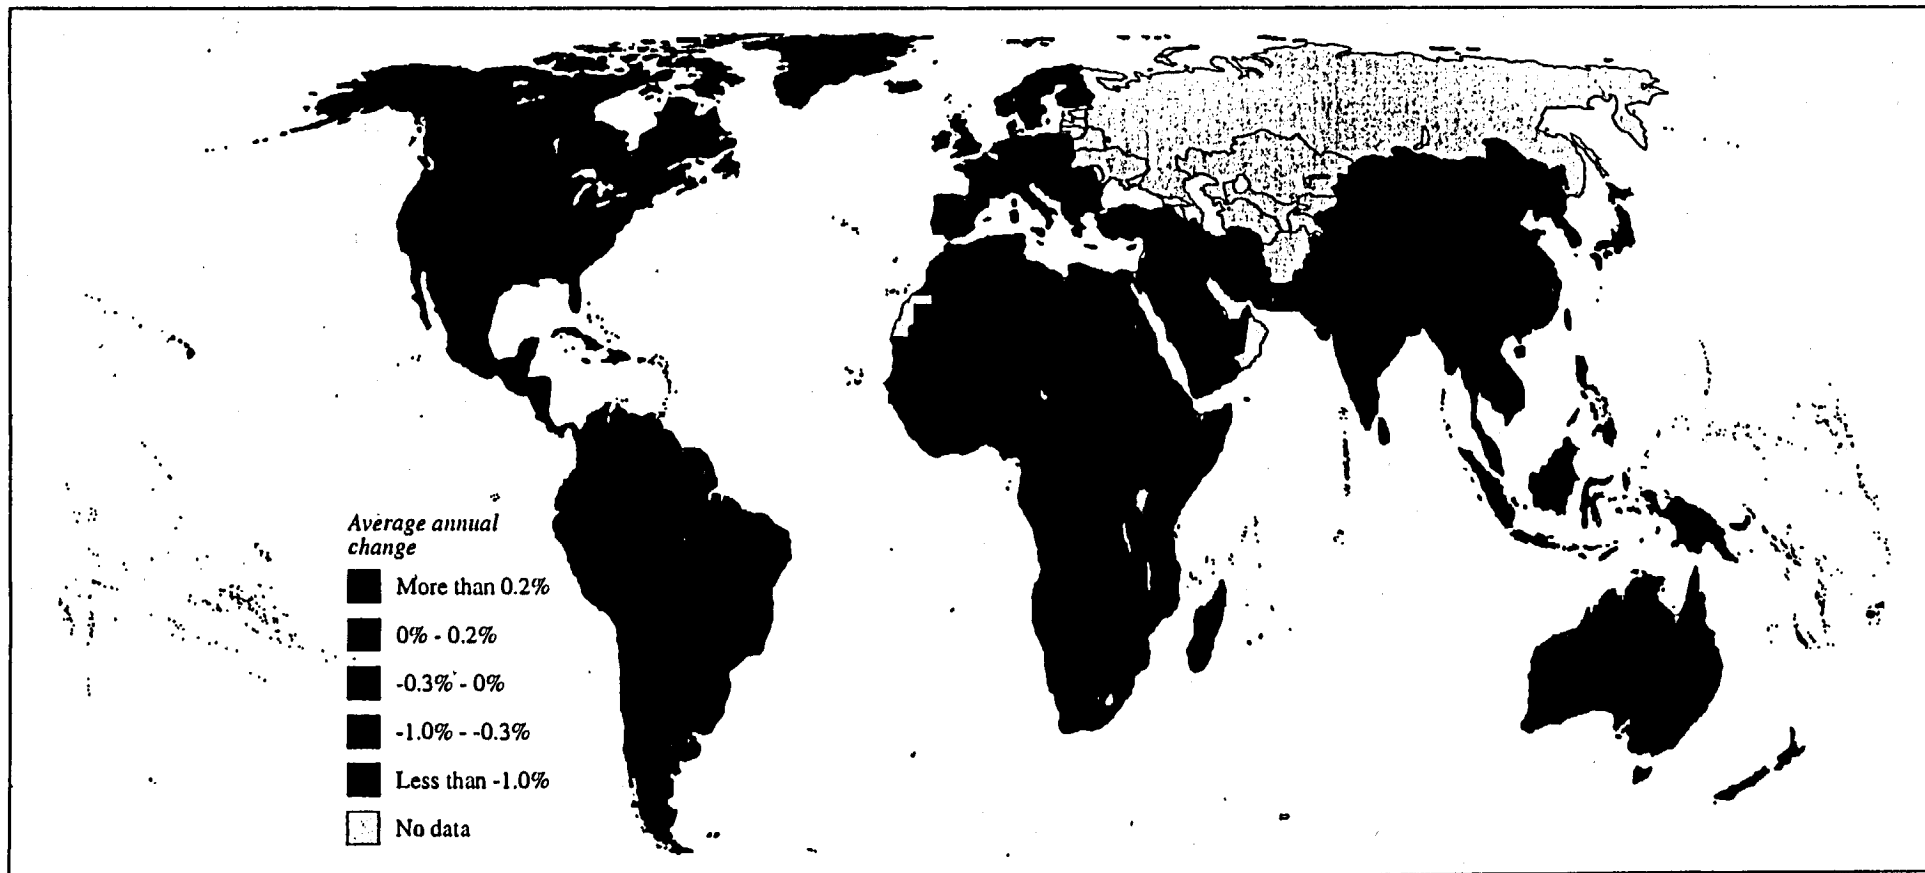 Average annual
change
More than 0.2%
0% - 0.2%
-0.3% - 0%
-1.0% - -0.3%
Less than -1.0%
No data